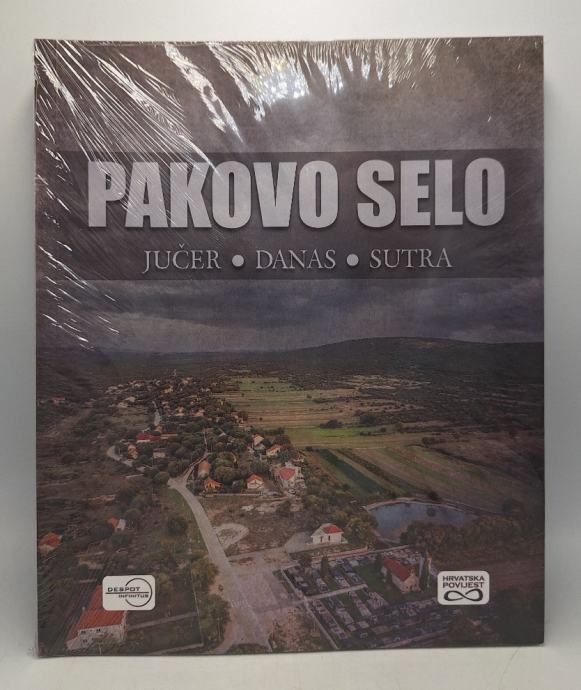 PAKOVO SELO
JUČER • DANAS • SUTRA
DESPOT
INFINITUS
HRVATSKA
POVIJEST